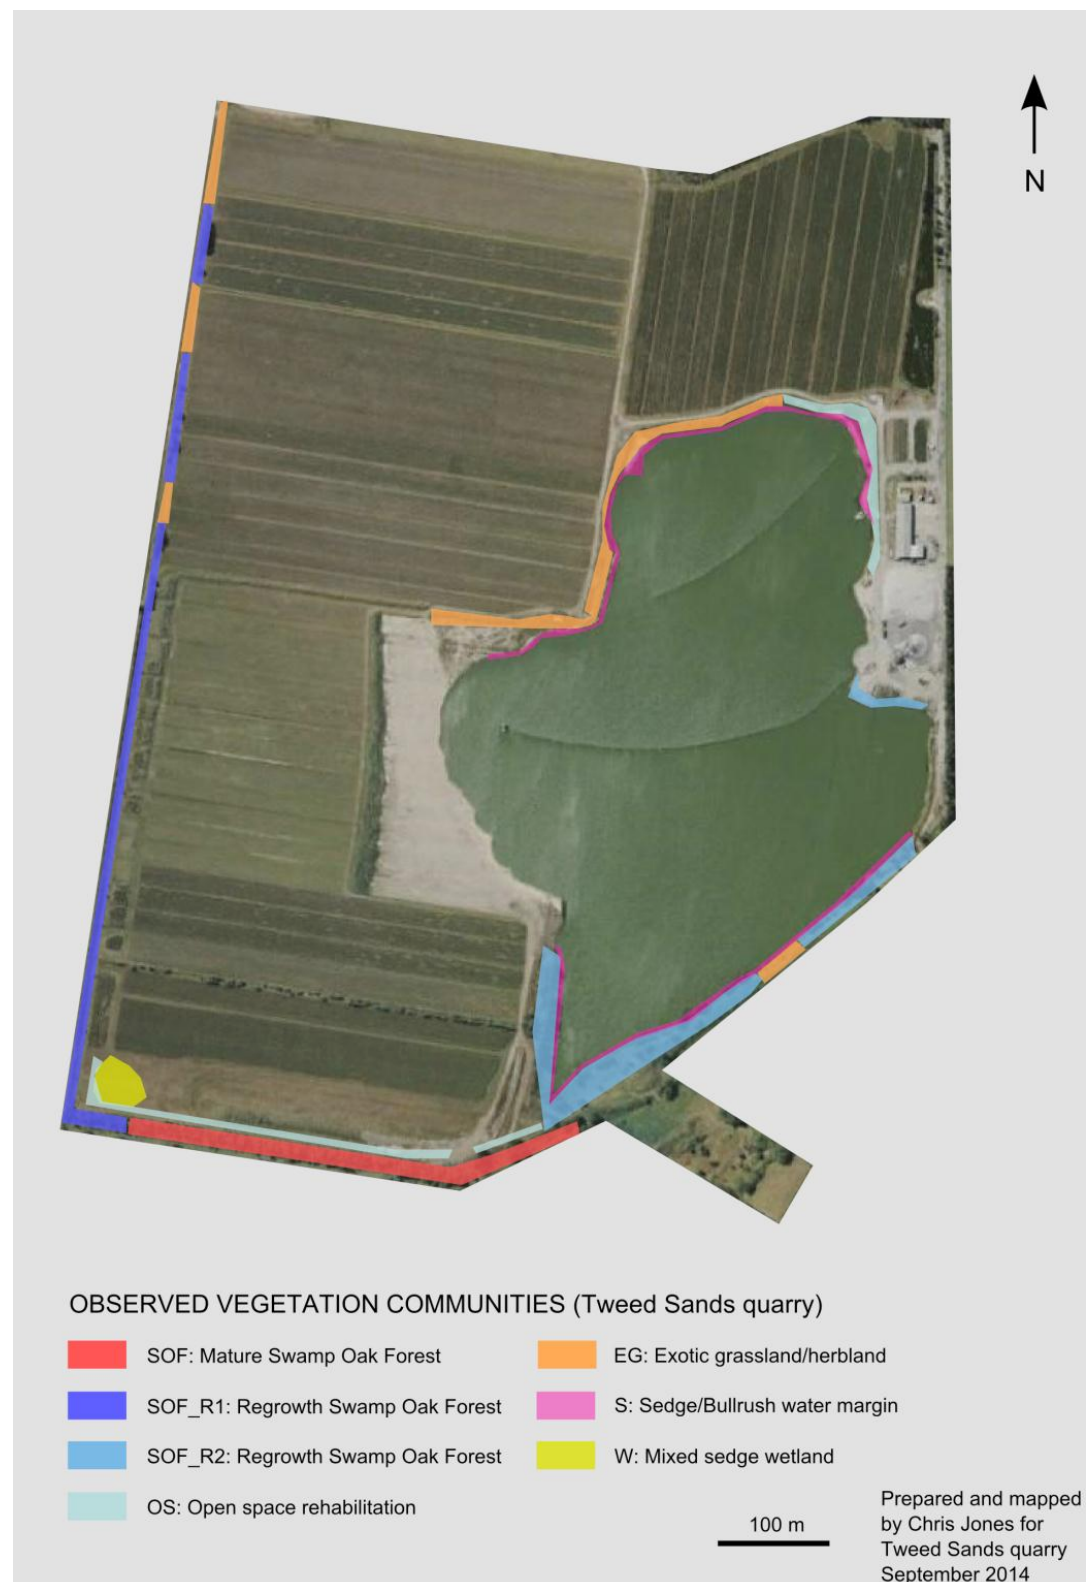 N
OBSERVED VEGETATION COMMUNITIES (Tweed Sands quarry)
SOF: Mature Swamp Oak Forest
SOF_R1: Regrowth Swamp Oak Forest
SOF_R2: Regrowth Swamp Oak Forest
OS: Open space rehabilitation
EG: Exotic grassland/herbland
S: Sedge/Bullrush water margin
W: Mixed sedge wetland
100 m
Prepared and mapped
by Chris Jones for
Tweed Sands quarry
September 2014